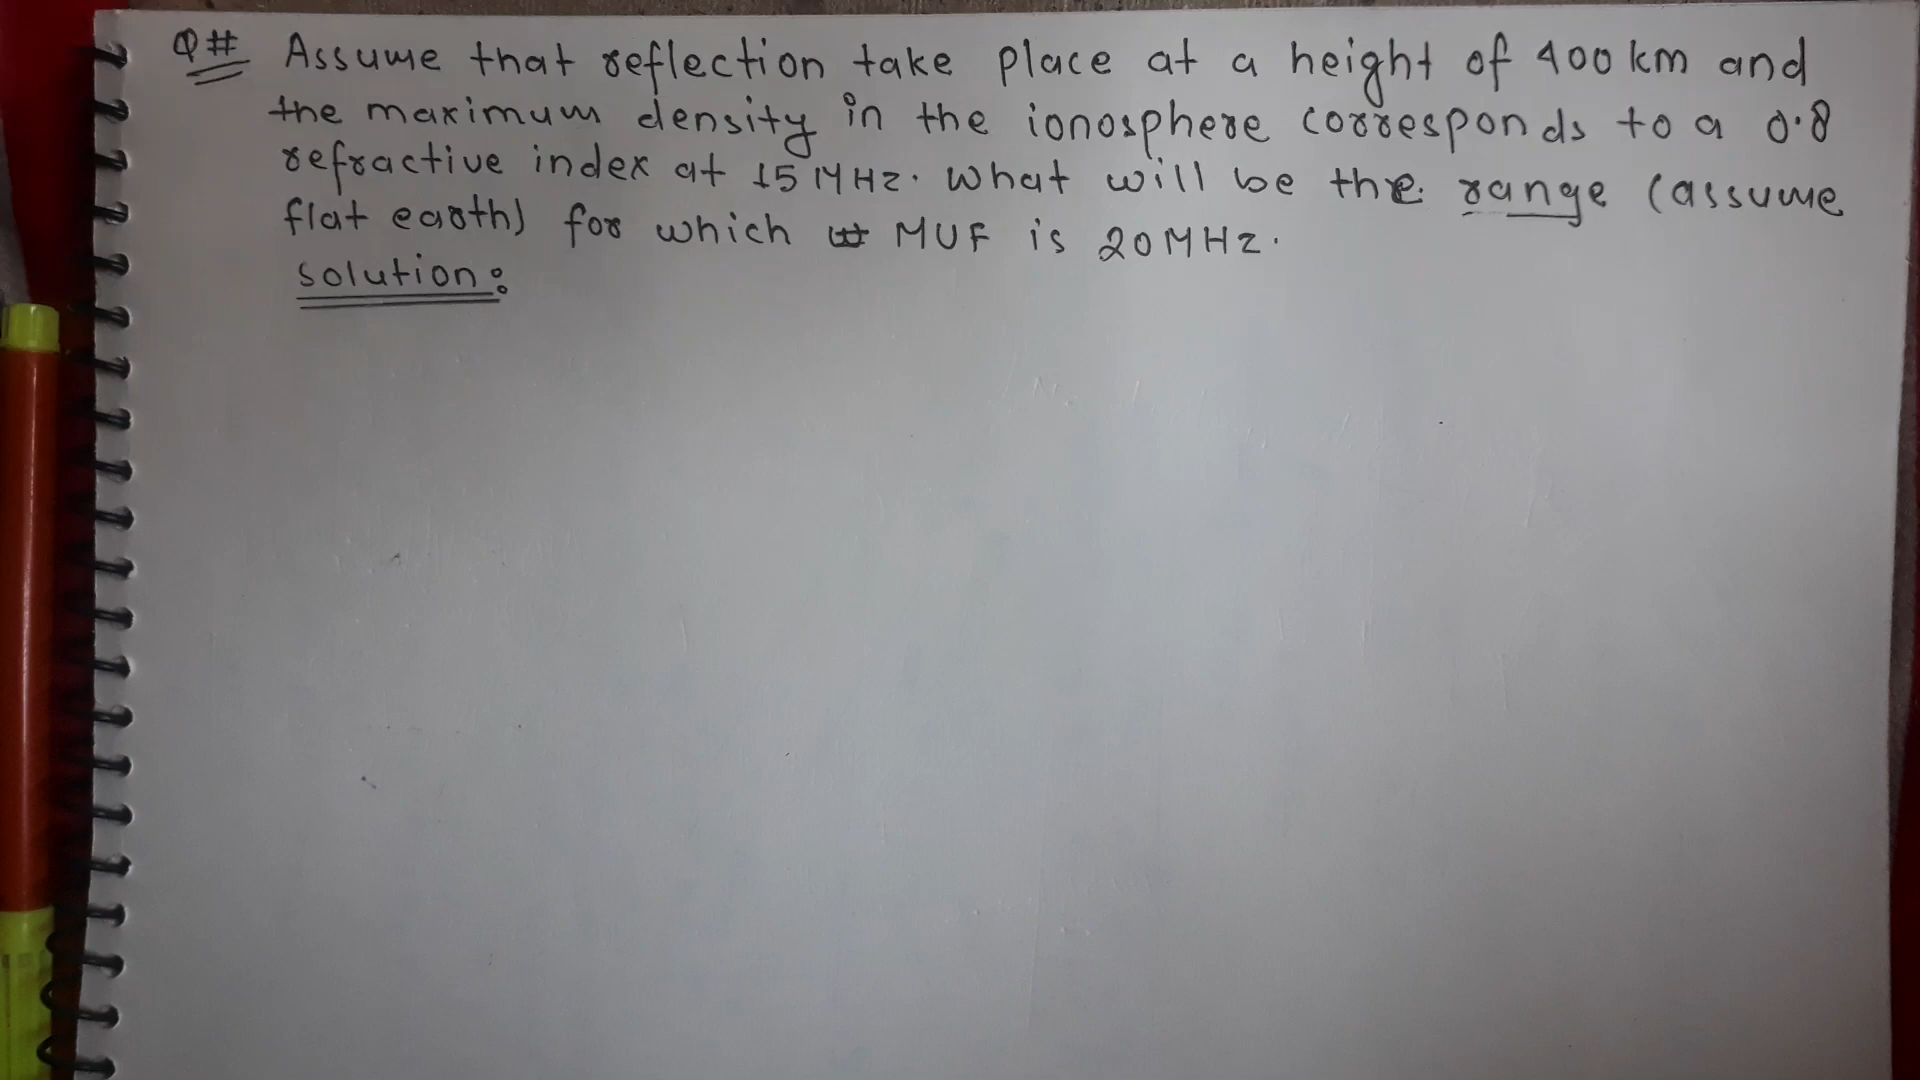 Q# Assume that reflection take place at a height of 400 km and
the maximum density in the ionosphere corresponds to a 0.8
refractive index at 15 MHz. What will be the range (assume
flat earth) for which MUF is 20MHz.
Solution: